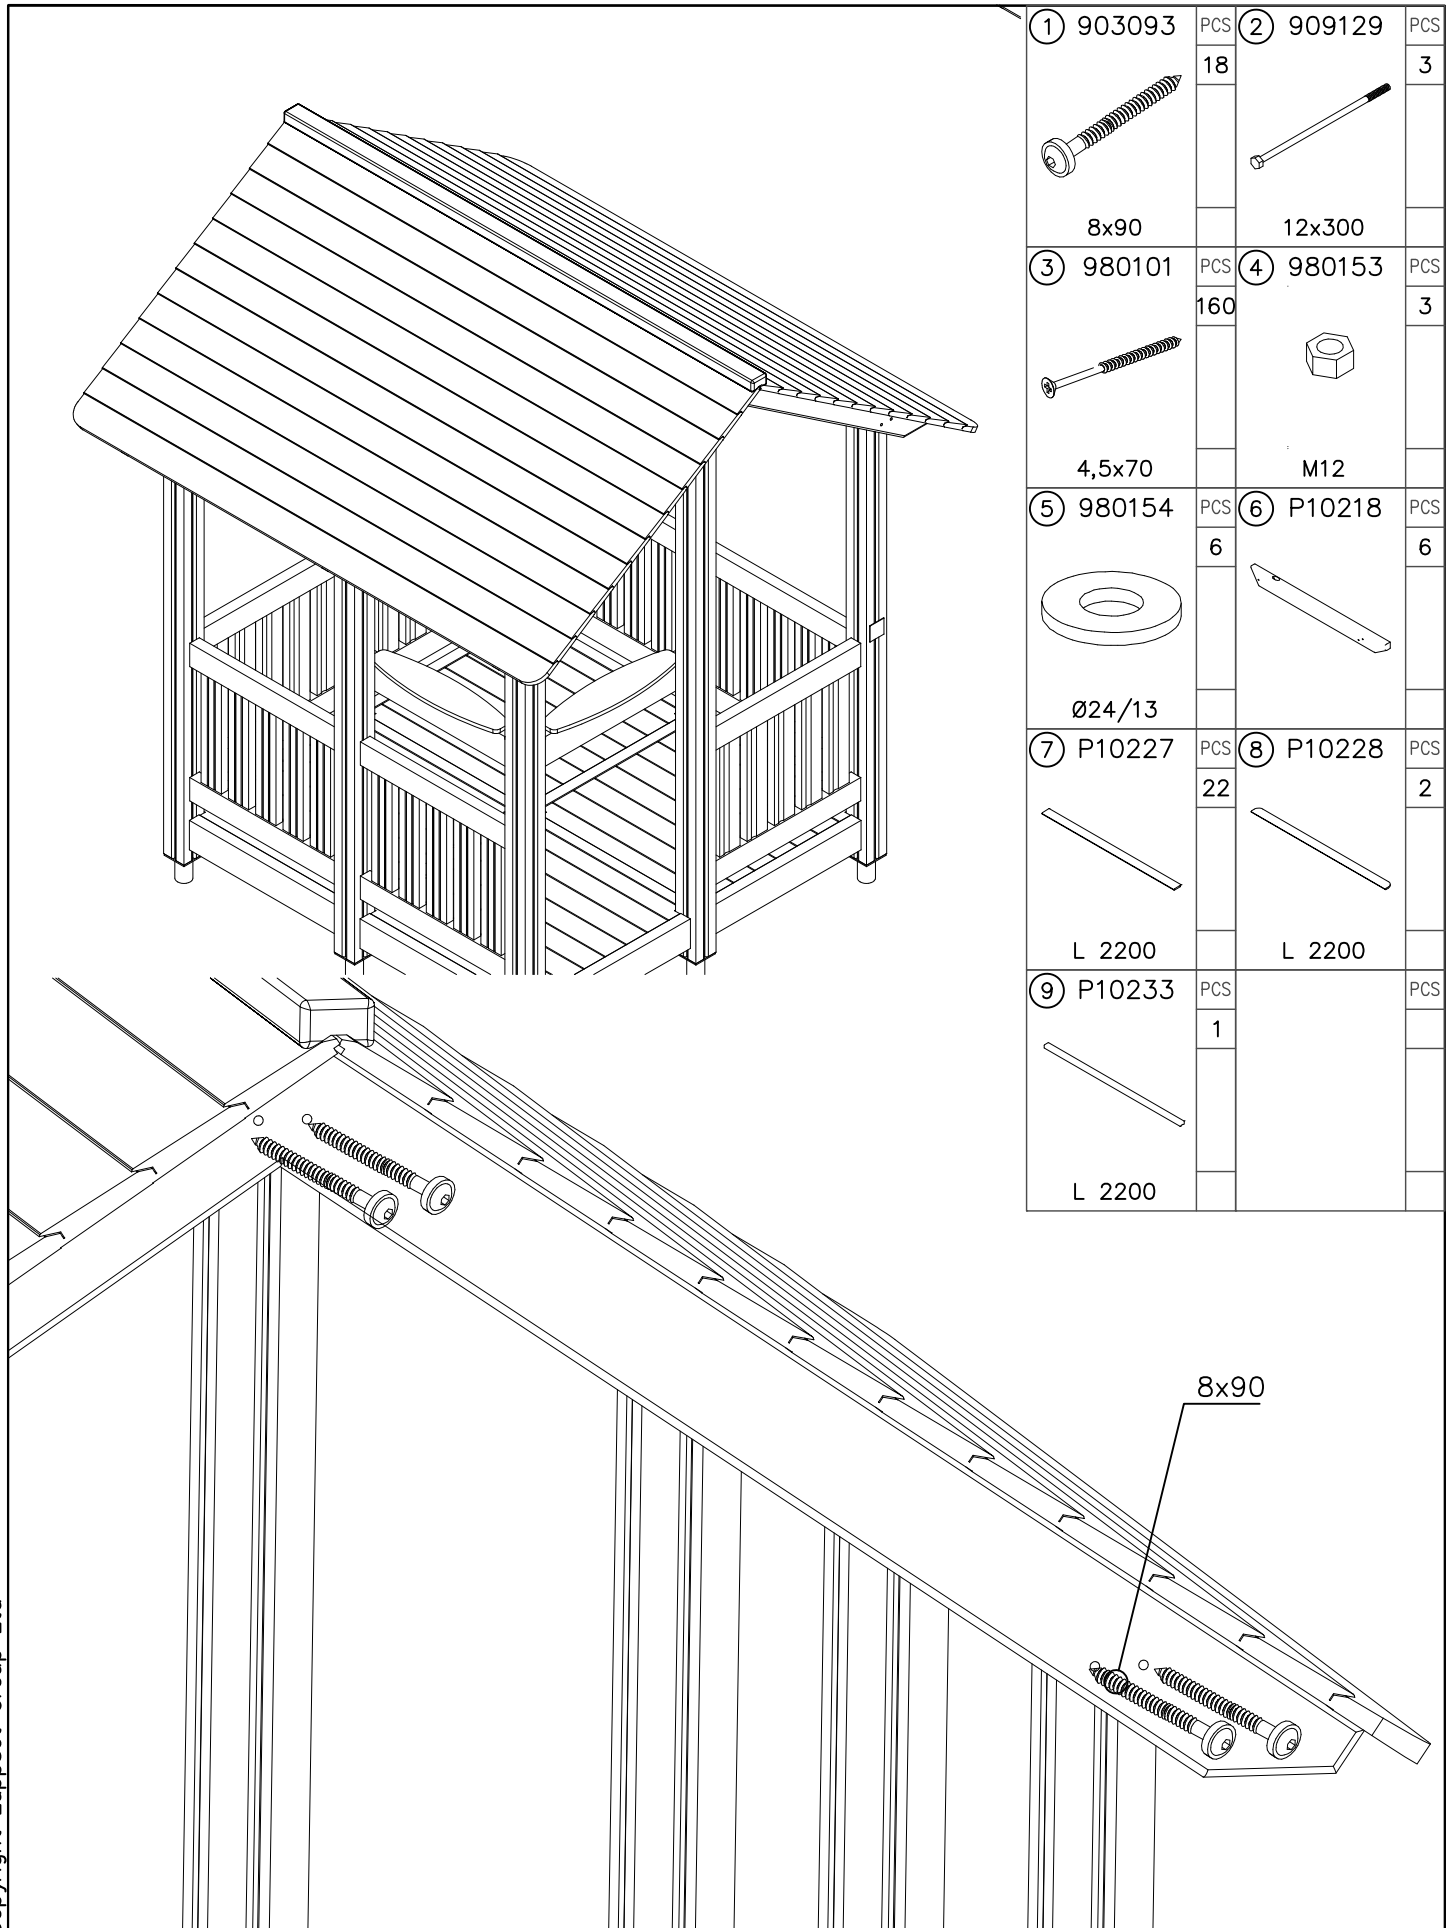 1 903093 PCS 2 909129 PCS
18 3
8x90 12x300
3 980101 PCS 4 980153 PCS
160 3
4,5x70 M12
5 980154 PCS 6 P10218 PCS
6 6
Ø24/13
7 P10227 PCS 8 P10228 PCS
22 2
L 2200 L 2200
9 P10233 PCS PCS
1
L 2200
8x90